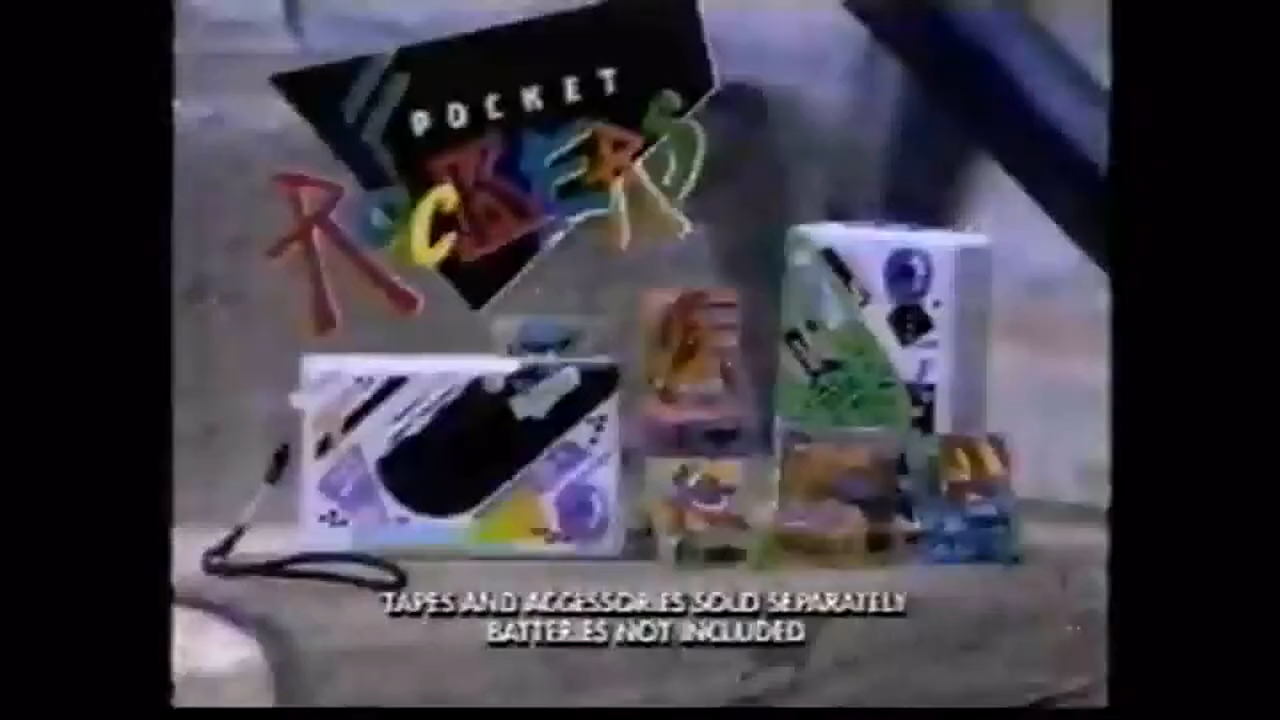 POCKET
ROCKERS
TAPES AND ACCESSORIES SOLD SEPARATELY
BATTERIES NOT INCLUDED